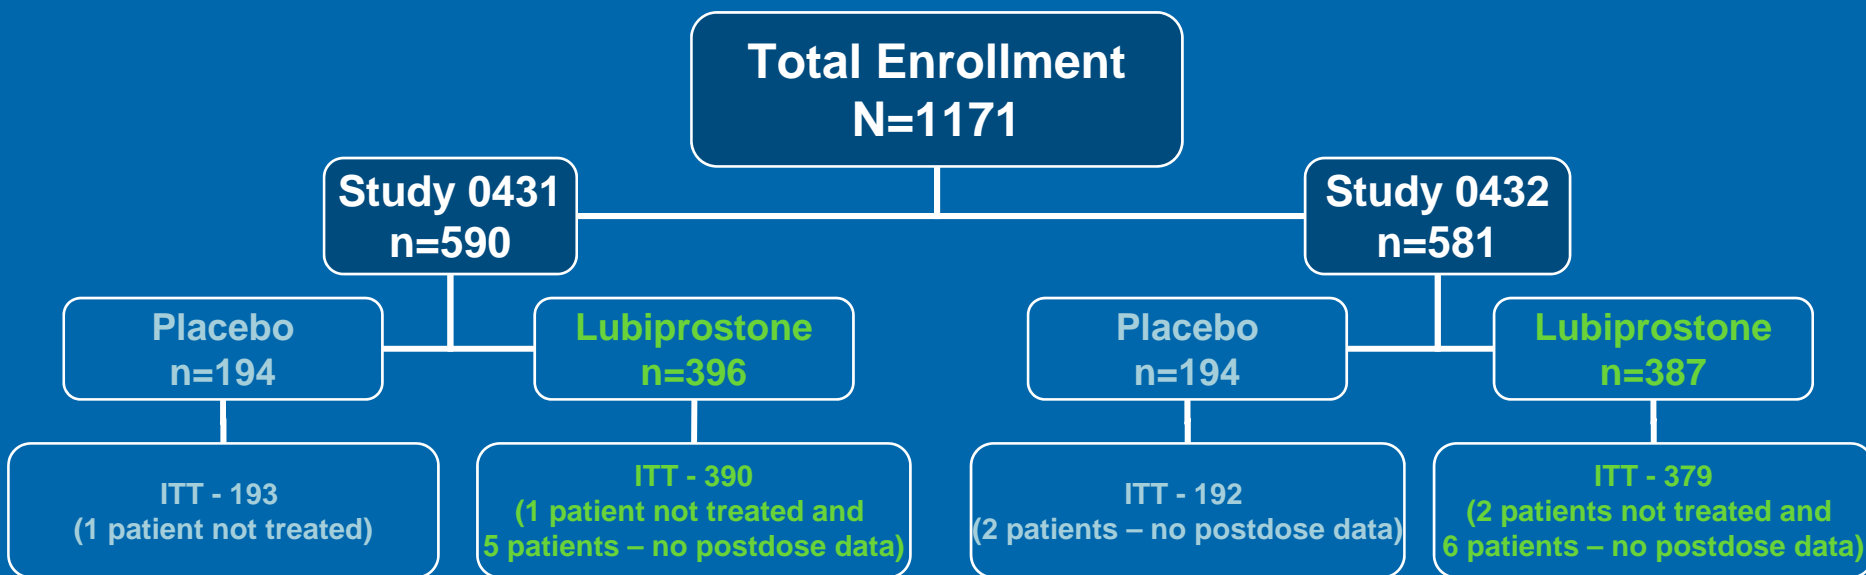 Total Enrollment
N=1171
Study 0431
n=590
Study 0432
n=581
Placebo
n=194
Lubiprostone
n=396
Placebo
n=194
Lubiprostone
n=387
ITT - 193
(1 patient not treated)
ITT - 390
(1 patient not treated and
5 patients – no postdose data)
ITT - 192
(2 patients – no postdose data)
ITT - 379
(2 patients not treated and
6 patients – no postdose data)